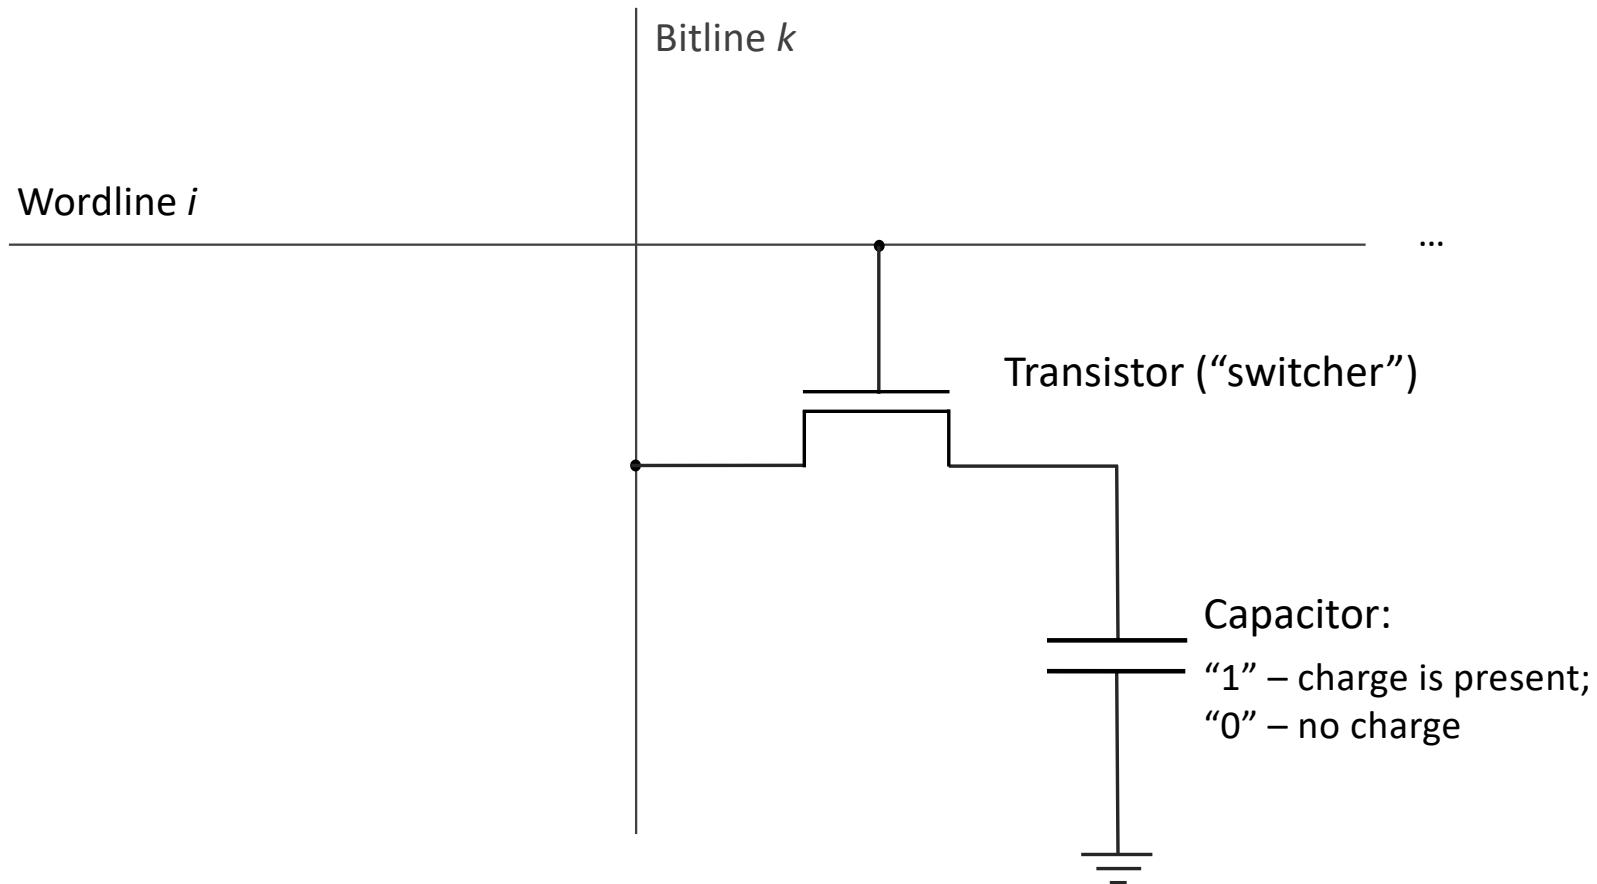 Bitline k
Wordline i
...
Transistor (“switcher”)
Capacitor:
“1” – charge is present;
“0” – no charge